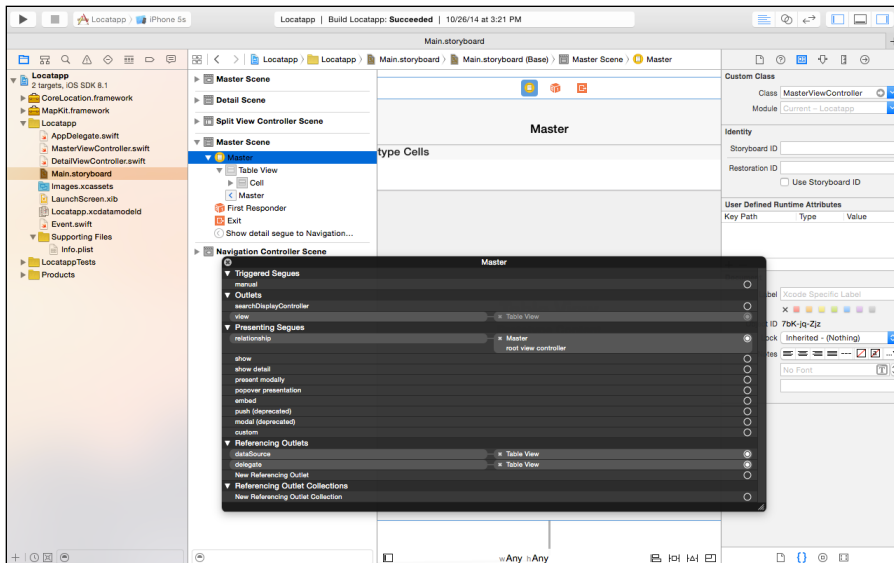 Locatapp iPhone 5s
Locatapp | Build Locatapp: Succeeded | 10/26/14 at 3:21 PM
Main.storyboard
Locatapp Locatapp Main.storyboard Main.storyboard (Base) Master Scene Master
Locatapp
2 targets, iOS SDK 8.1
CoreLocation.framework
MapKit.framework
Locatapp
AppDelegate.swift
MasterViewController.swift
DetailViewController.swift
Main.storyboard
Images.xcassets
LaunchScreen.xib
Locatapp.xcdatamodeld
Event.swift
Supporting Files
Info.plist
LocatappTests
Products
Master Scene
Detail Scene
Split View Controller Scene
Master Scene
Master
Table View
Cell
Master
First Responder
Exit
Show detail segue to Navigation...
Navigation Controller Scene
Master
type Cells
Custom Class
Class MasterViewController
Module Current – Locatapp
Identity
Storyboard ID
Restoration ID
Use Storyboard ID
User Defined Runtime Attributes
Key Path Type Value
bel Xcode Specific Label
ID 7bK-jq-Zjz
ock Inherited - (Nothing)
tes
No Font
Master
Triggered Segues
manual
Outlets
searchDisplayController
view Table View
Presenting Segues
relationship Master
root view controller
show
show detail
present modally
popover presentation
embed
push (deprecated)
modal (deprecated)
custom
Referencing Outlets
dataSource Table View
delegate Table View
New Referencing Outlet
Referencing Outlet Collections
New Referencing Outlet Collection
wAny hAny